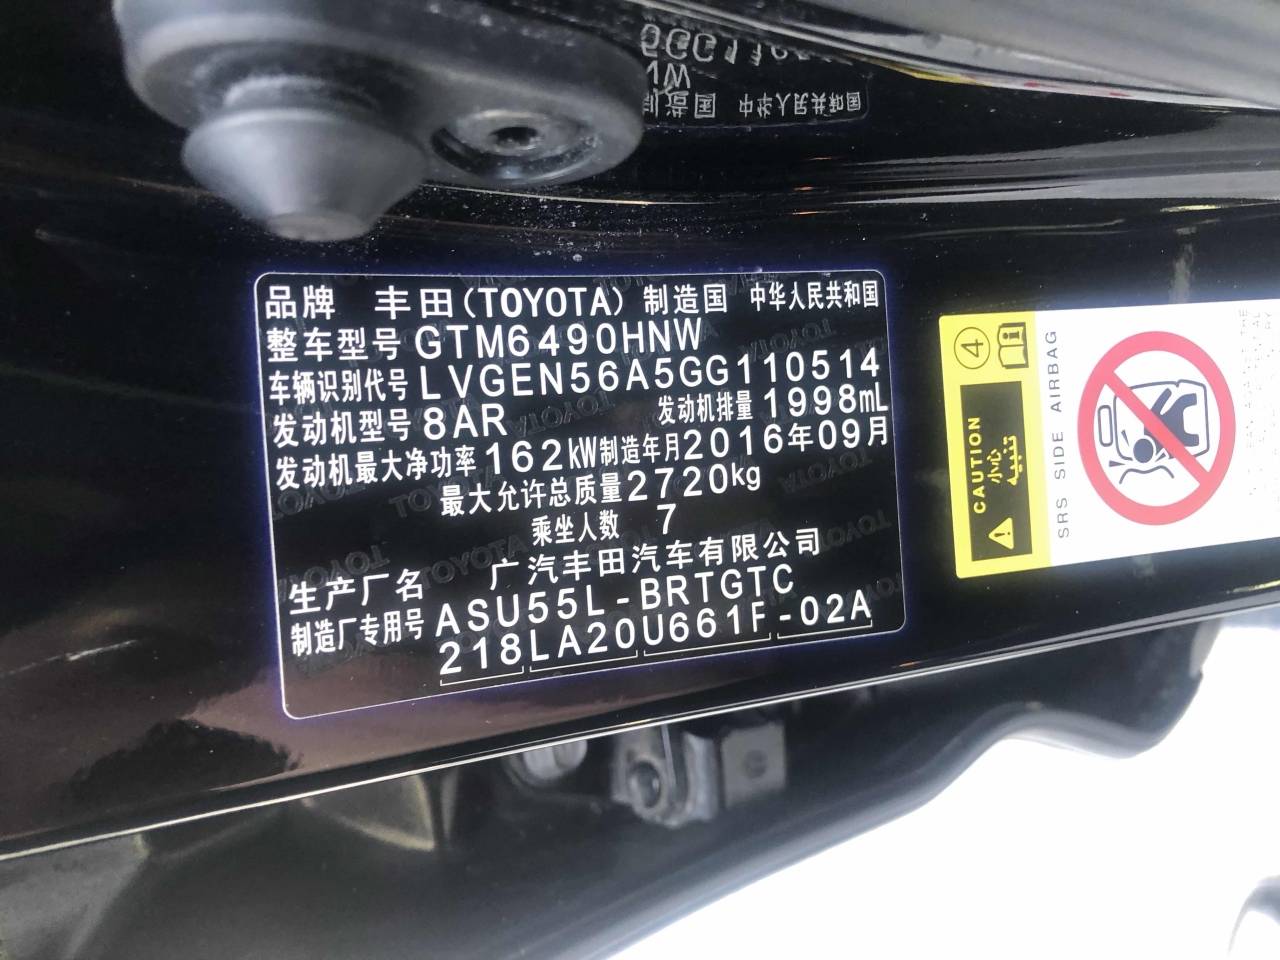 品牌 丰田(TOYOTA) 制造国 中华人民共和国
整车型号 GTM6490HNW
车辆识别代号 LVGEN56A5GG110514
发动机型号 8AR 发动机排量 1998mL
发动机最大净功率 162kW 制造年月 2016年09月
最大允许总质量 2720kg
乘坐人数 7
生产厂名 广汽丰田汽车有限公司
制造厂专用号 ASU55L-BRTGTC
218LA20U661F-02A
4
CAUTION
小心
تنبيه
SRS SIDE AIRBAG